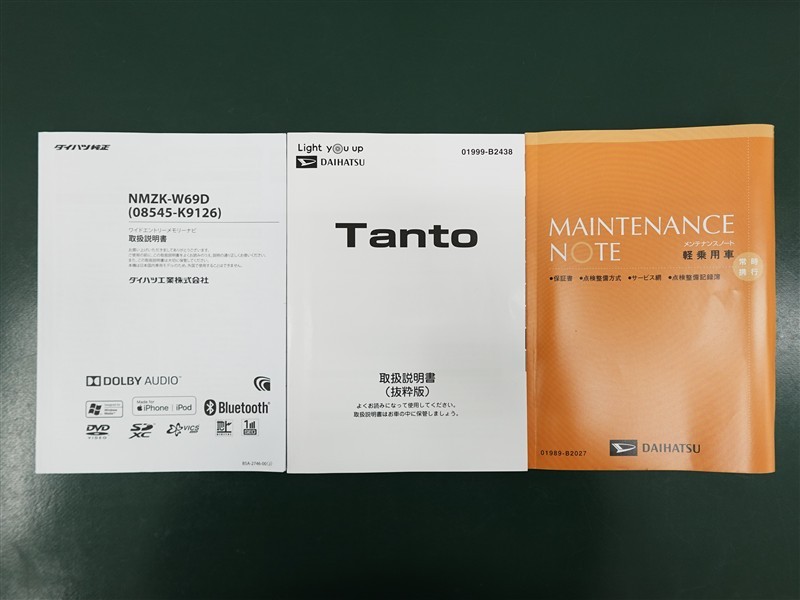 ダイハツ純正
NMZK-W69D
(08545-K9126)
ワイドエントリーメモリーナビ
取扱説明書
ダイハツ工業株式会社
DOLBY AUDIO™
Made for
iPhone | iPod
Bluetooth®
DVD
VIDEO
SD
XC
VICS
1
SEG
Light you up
DAIHATSU
01999-B2438
Tanto
取扱説明書
（抜粋版）
よくお読みになって使用してください。
取扱説明書はお車の中に保管しましょう。
MAINTENANCE
NOTE
メンテナンスノート
軽乗用車
常時
携行
•保証書 •点検整備方式 •サービス網 •点検整備記録簿
01989-B2027
DAIHATSU